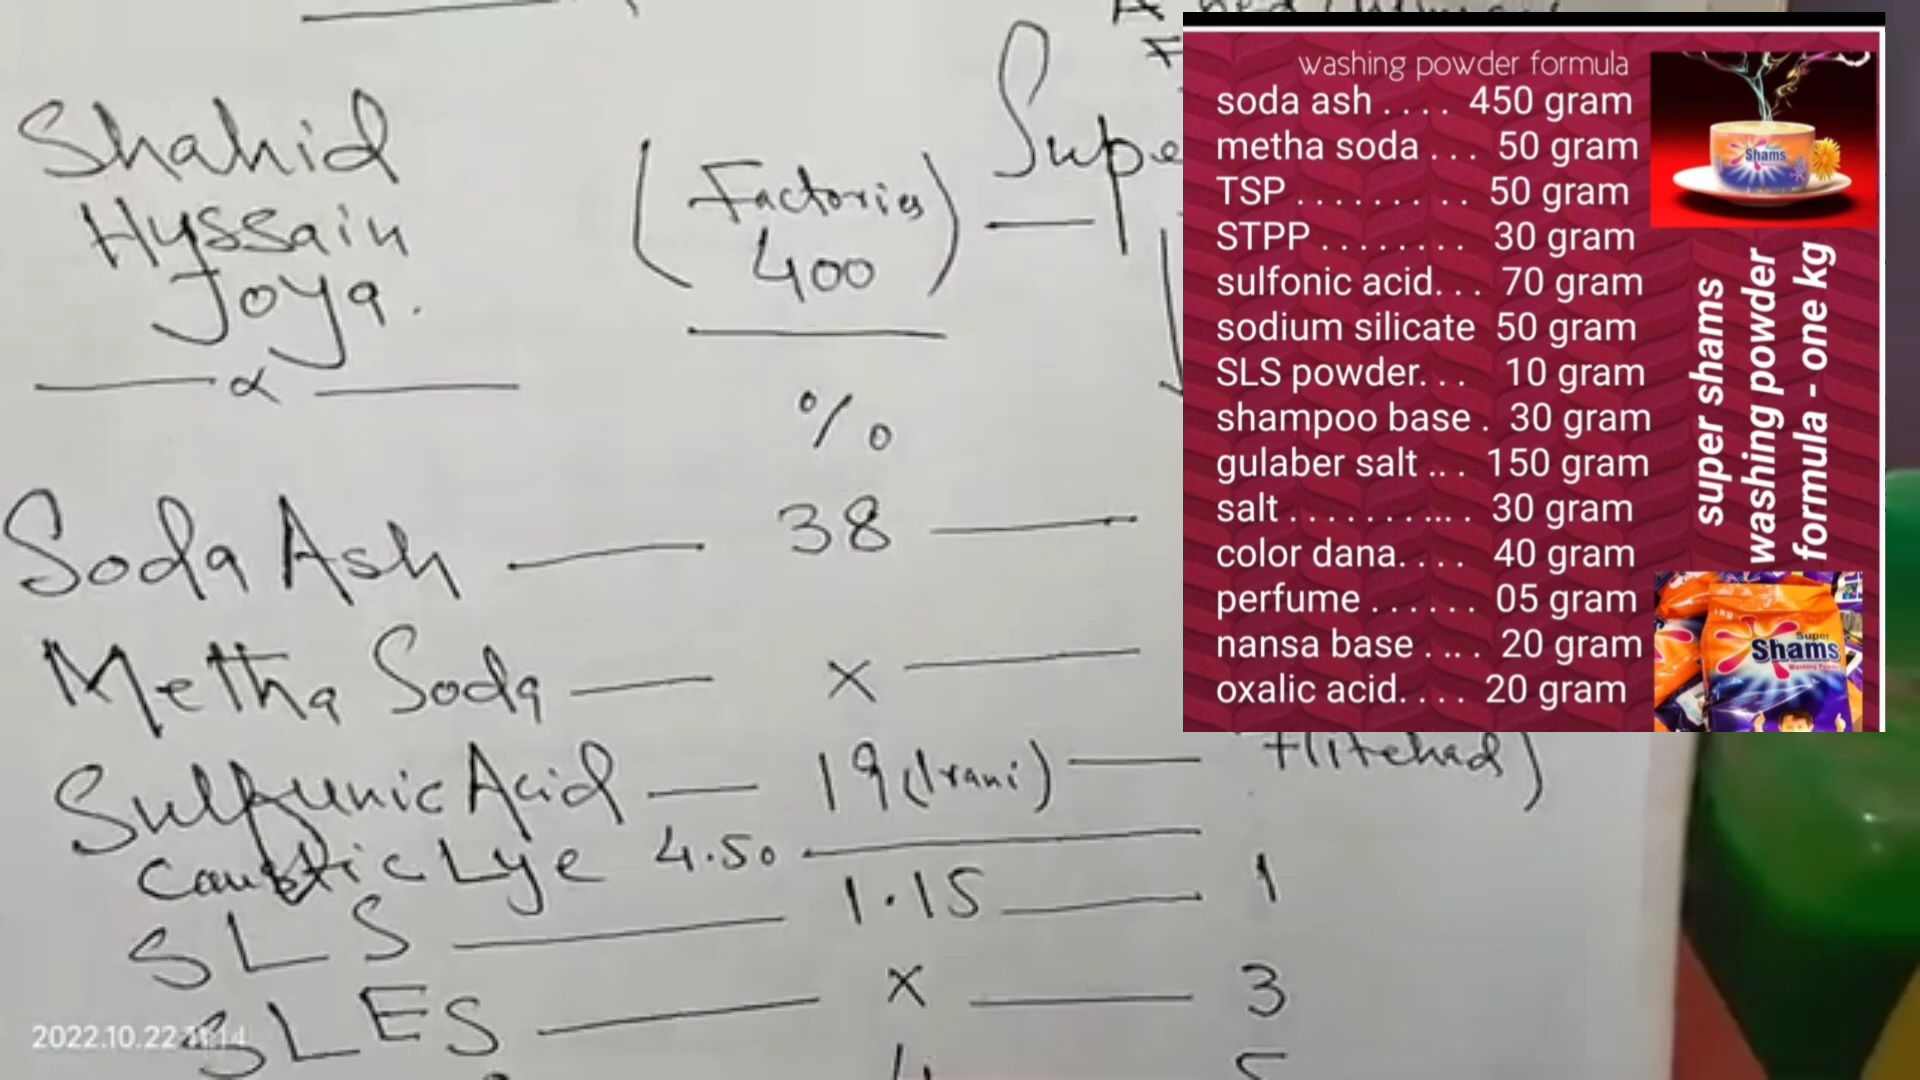 Shahid
Hyssain
Joya.
(Factories)
400
%
Soda Ash — 38 —
Metha Soda — x —
Sulfunic Acid — 19 (Irani) —
Caustic Lye 4.50 —
SLS — 1.15 — 1
SLES — x — 3
2022.10.22 11:14
washing powder formula
soda ash . . . . 450 gram
metha soda . . . 50 gram
TSP . . . . . . . . . 50 gram
STPP . . . . . . . . 30 gram
sulfonic acid. . . 70 gram
sodium silicate 50 gram
SLS powder. . . 10 gram
shampoo base . 30 gram
gulaber salt .. . 150 gram
salt . . . . . . . . ... . 30 gram
color dana. . . . 40 gram
perfume . . . . . . 05 gram
nansa base . .. . 20 gram
oxalic acid. . . . 20 gram
super shams
washing powder
formula - one kg
Shams
Super
Shams